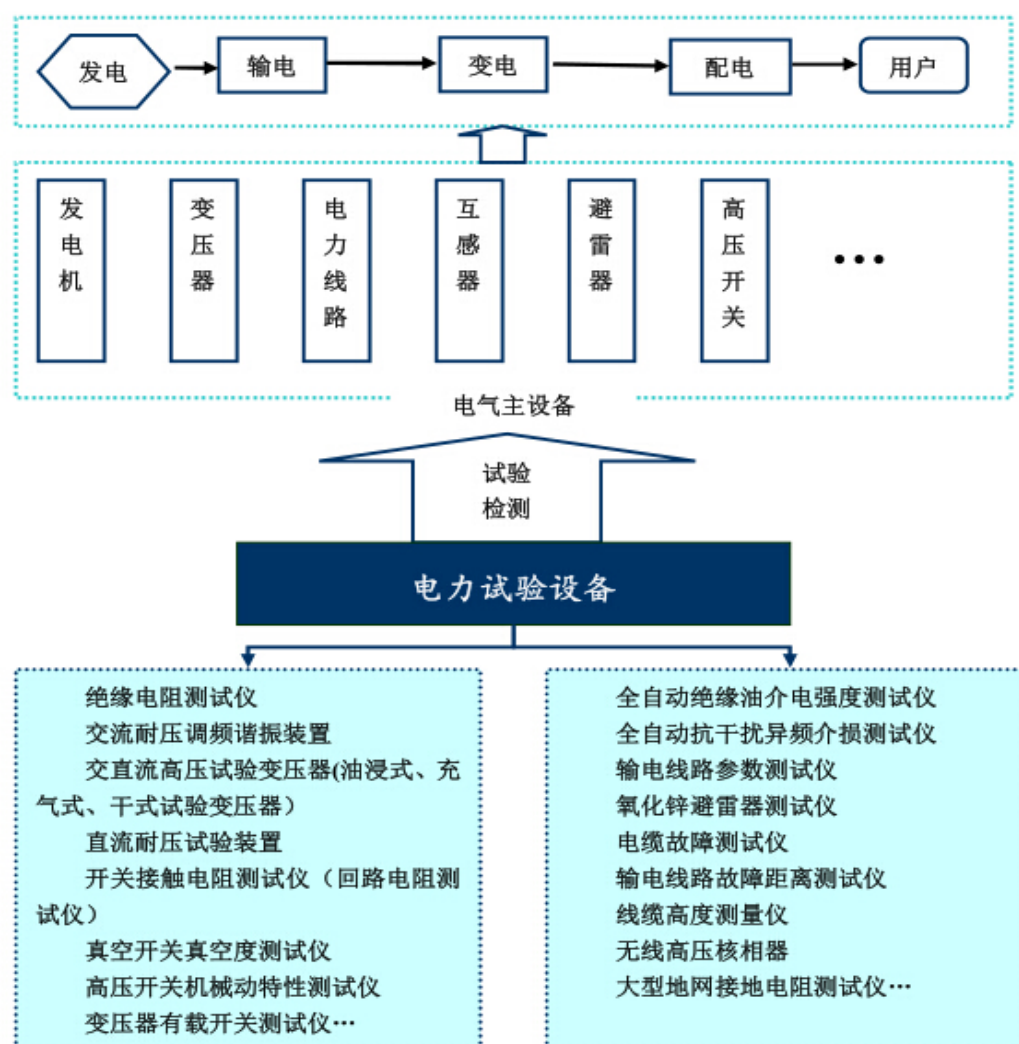 发电 输电 变电 配电 用户
发电机 变压器 电力线路 互感器 避雷器 高压开关 •••
电气主设备
试验
检测
电力试验设备
绝缘电阻测试仪
交流耐压调频谐振装置
交直流高压试验变压器(油浸式、充
气式、干式试验变压器）
直流耐压试验装置
开关接触电阻测试仪（回路电阻测
试仪）
真空开关真空度测试仪
高压开关机械动特性测试仪
变压器有载开关测试仪…
全自动绝缘油介电强度测试仪
全自动抗干扰异频介损测试仪
输电线路参数测试仪
氧化锌避雷器测试仪
电缆故障测试仪
输电线路故障距离测试仪
线缆高度测量仪
无线高压核相器
大型地网接地电阻测试仪…